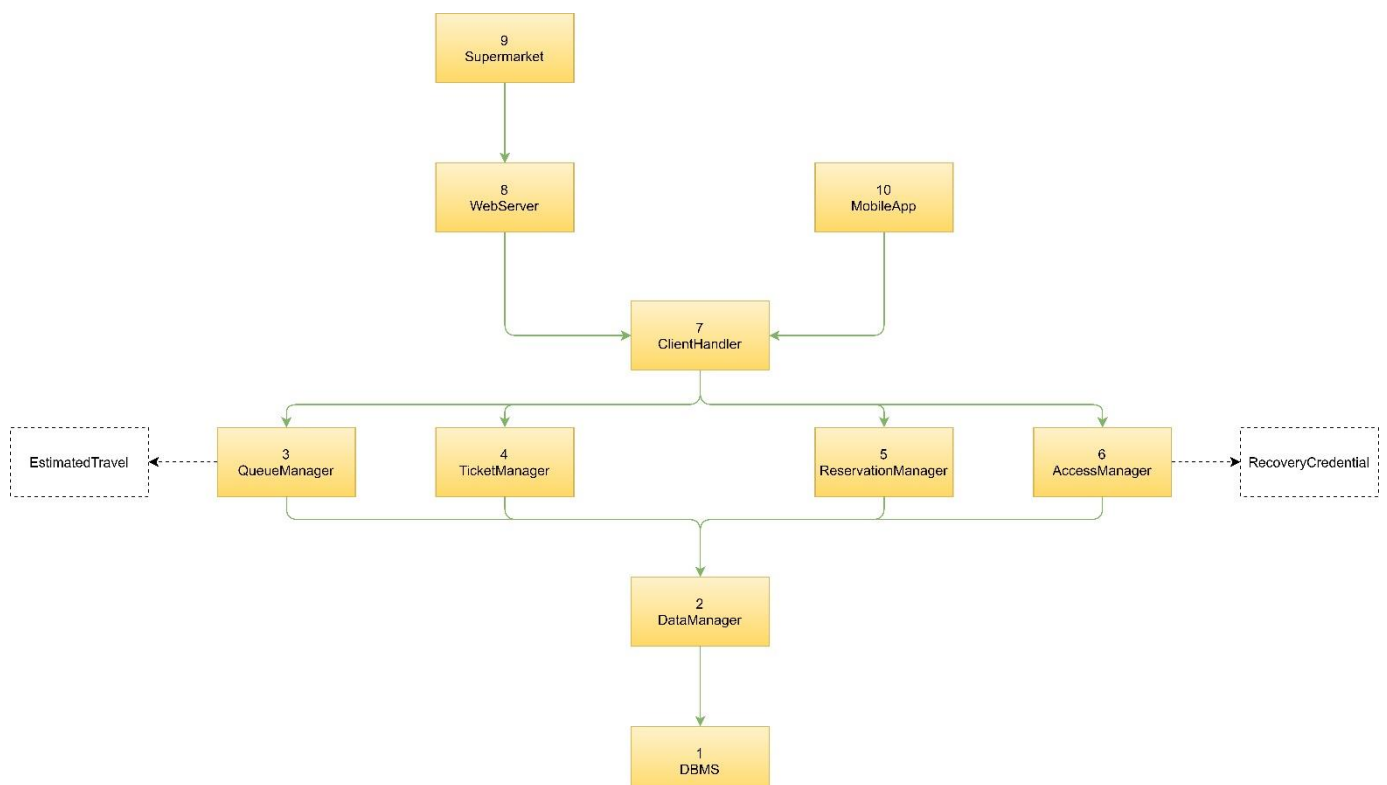 9
Supermarket
8
WebServer
10
MobileApp
7
ClientHandler
EstimatedTravel
3
QueueManager
4
TicketManager
5
ReservationManager
6
AccessManager
RecoveryCredential
2
DataManager
1
DBMS